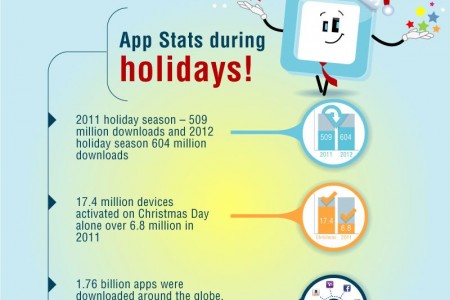 App Stats during
holidays!
2011 holiday season – 509
million downloads and 2012
holiday season 604 million
downloads
509 604
2011 2012
17.4 million devices
activated on Christmas Day
alone over 6.8 million in
2011
17.4 6.8
2011
1.76 billion apps were
downloaded around the globe,